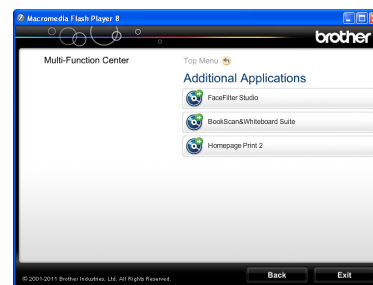 Macromedia Flash Player 8
brother
Multi-Function Center
Top Menu
Additional Applications
FaceFilter Studio
BookScan&Whiteboard Suite
Homepage Print 2
© 2001-2011 Brother Industries, Ltd. All Rights Reserved.
Back
Exit